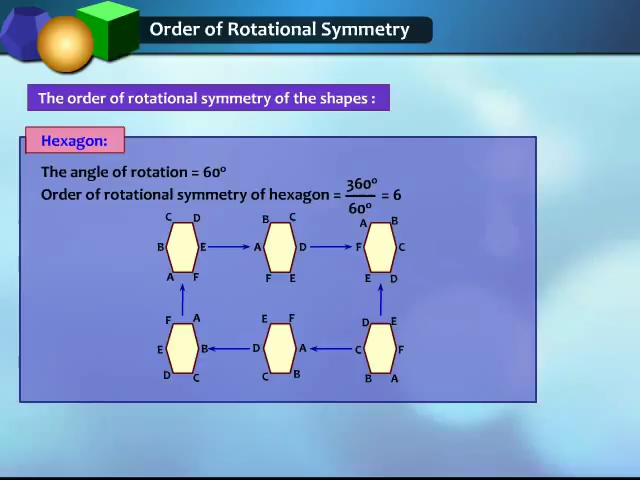 Order of Rotational Symmetry
The order of rotational symmetry of the shapes :
Hexagon:
The angle of rotation = 60°
Order of rotational symmetry of hexagon = 360° / 60° = 6
C D B C A B
B E A D F C
A F F E E D
F A E F D E
E B D A C F
D C C B B A